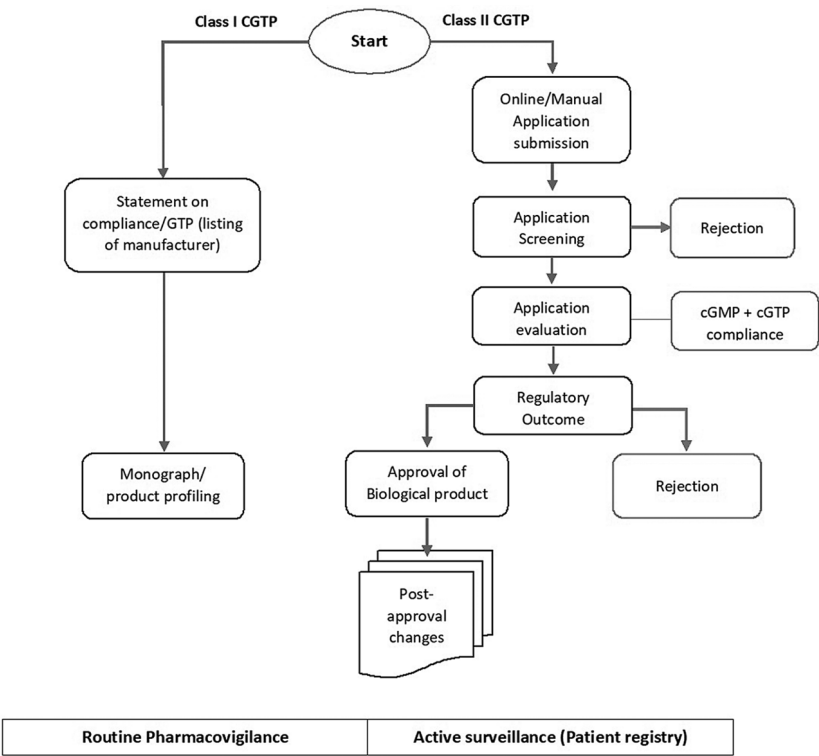 Class I CGTP
Class II CGTP
Start
Online/Manual
Application
submission
Statement on
compliance/GTP (listing
of manufacturer)
Application
Screening
Rejection
Application
evaluation
cGMP + cGTP
compliance
Regulatory
Outcome
Monograph/
product profiling
Approval of
Biological product
Rejection
Post-
approval
changes
Routine Pharmacovigilance
Active surveillance (Patient registry)